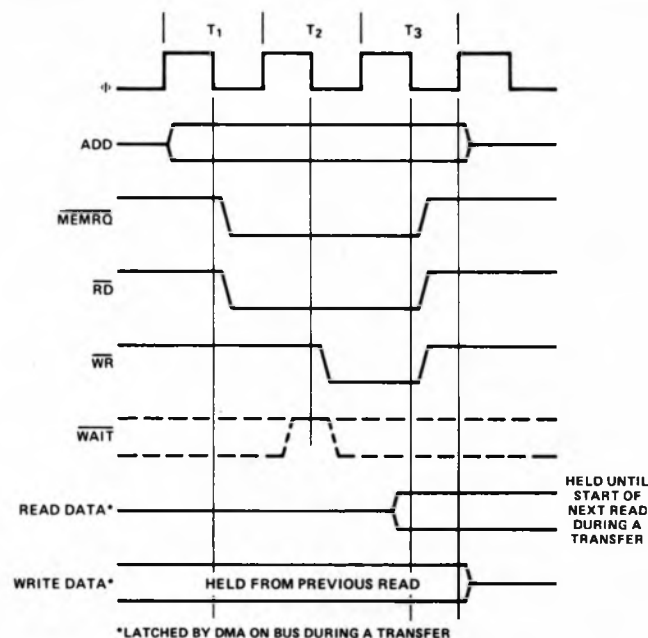 T1 T2 T3
Φ
ADD
MEMRQ
RD
WR
WAIT
READ DATA*
HELD UNTIL
START OF
NEXT READ
DURING A
TRANSFER
WRITE DATA*
HELD FROM PREVIOUS READ
*LATCHED BY DMA ON BUS DURING A TRANSFER